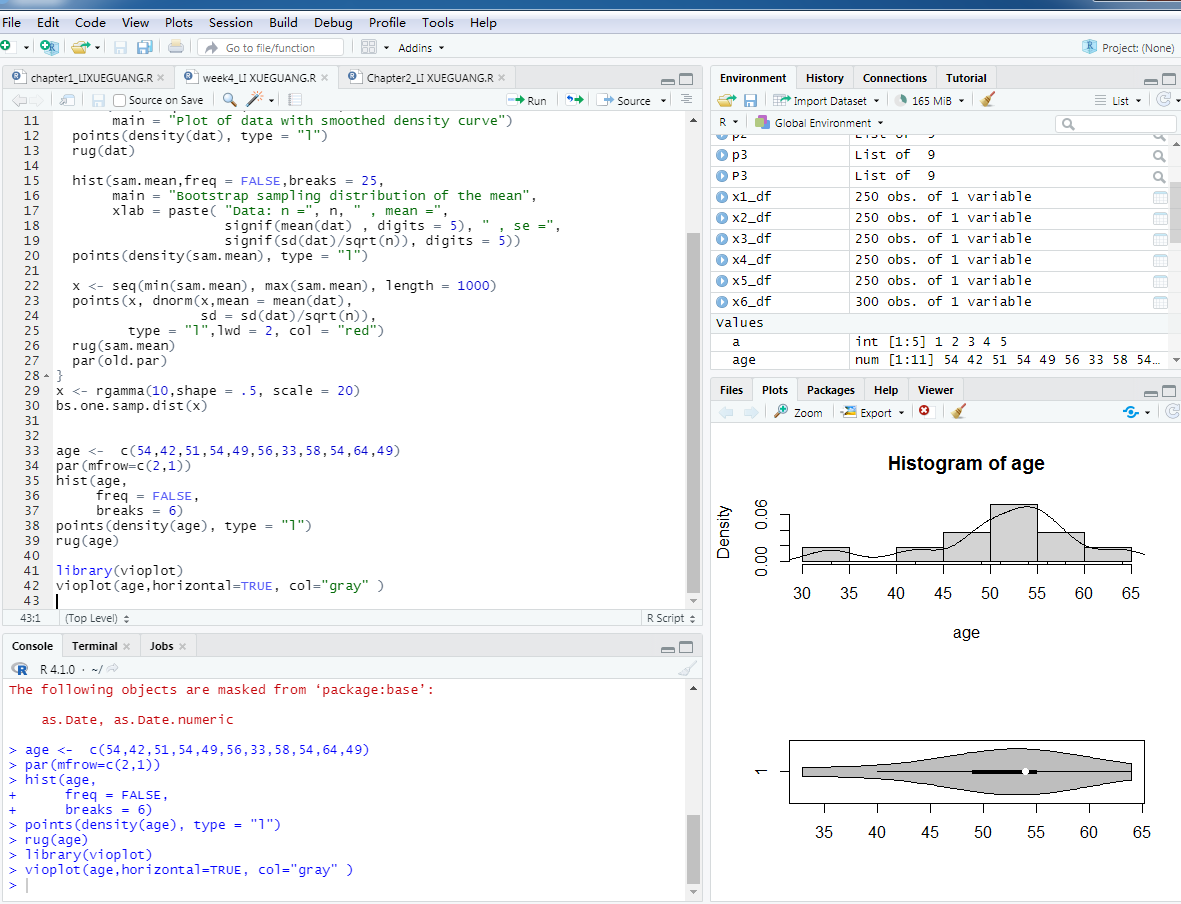 File Edit Code View Plots Session Build Debug Profile Tools Help
Go to file/function Addins Project: (None)
chapter1_LIXUEGUANG.R week4_LI XUEGUANG.R Chapter2_LI XUEGUANG.R
Source on Save Run Source
11 main = "Plot of data with smoothed density curve")
12 points(density(dat), type = "l")
13 rug(dat)
14
15 hist(sam.mean,freq = FALSE,breaks = 25,
16 main = "Bootstrap sampling distribution of the mean",
17 xlab = paste( "Data: n =", n, " , mean =",
18 signif(mean(dat) , digits = 5), " , se =",
19 signif(sd(dat)/sqrt(n)), digits = 5))
20 points(density(sam.mean), type = "l")
21
22 x <- seq(min(sam.mean), max(sam.mean), length = 1000)
23 points(x, dnorm(x,mean = mean(dat),
24 sd = sd(dat)/sqrt(n)),
25 type = "l",lwd = 2, col = "red")
26 rug(sam.mean)
27 par(old.par)
28 }
29 x <- rgamma(10,shape = .5, scale = 20)
30 bs.one.samp.dist(x)
31
32
33 age <-  c(54,42,51,54,49,56,33,58,54,64,49)
34 par(mfrow=c(2,1))
35 hist(age,
36 freq = FALSE,
37 breaks = 6)
38 points(density(age), type = "l")
39 rug(age)
40
41 library(vioplot)
42 vioplot(age,horizontal=TRUE, col="gray" )
43
43:1 (Top Level) R Script
Console Terminal Jobs
R 4.1.0 · ~/
The following objects are masked from ‘package:base’:
as.Date, as.Date.numeric
> age <-  c(54,42,51,54,49,56,33,58,54,64,49)
> par(mfrow=c(2,1))
> hist(age,
+ freq = FALSE,
+ breaks = 6)
> points(density(age), type = "l")
> rug(age)
> library(vioplot)
> vioplot(age,horizontal=TRUE, col="gray" )
>
Environment History Connections Tutorial
Import Dataset 165 MiB List
R Global Environment
p2 List of 9
p3 List of 9
P3 List of 9
x1_df 250 obs. of 1 variable
x2_df 250 obs. of 1 variable
x3_df 250 obs. of 1 variable
x4_df 250 obs. of 1 variable
x5_df 250 obs. of 1 variable
x6_df 300 obs. of 1 variable
Values
a int [1:5] 1 2 3 4 5
age num [1:11] 54 42 51 54 49 56 33 58 54…
Files Plots Packages Help Viewer
Zoom Export
Histogram of age
Density
0.06
0.00
30 35 40 45 50 55 60 65
age
1
35 40 45 50 55 60 65